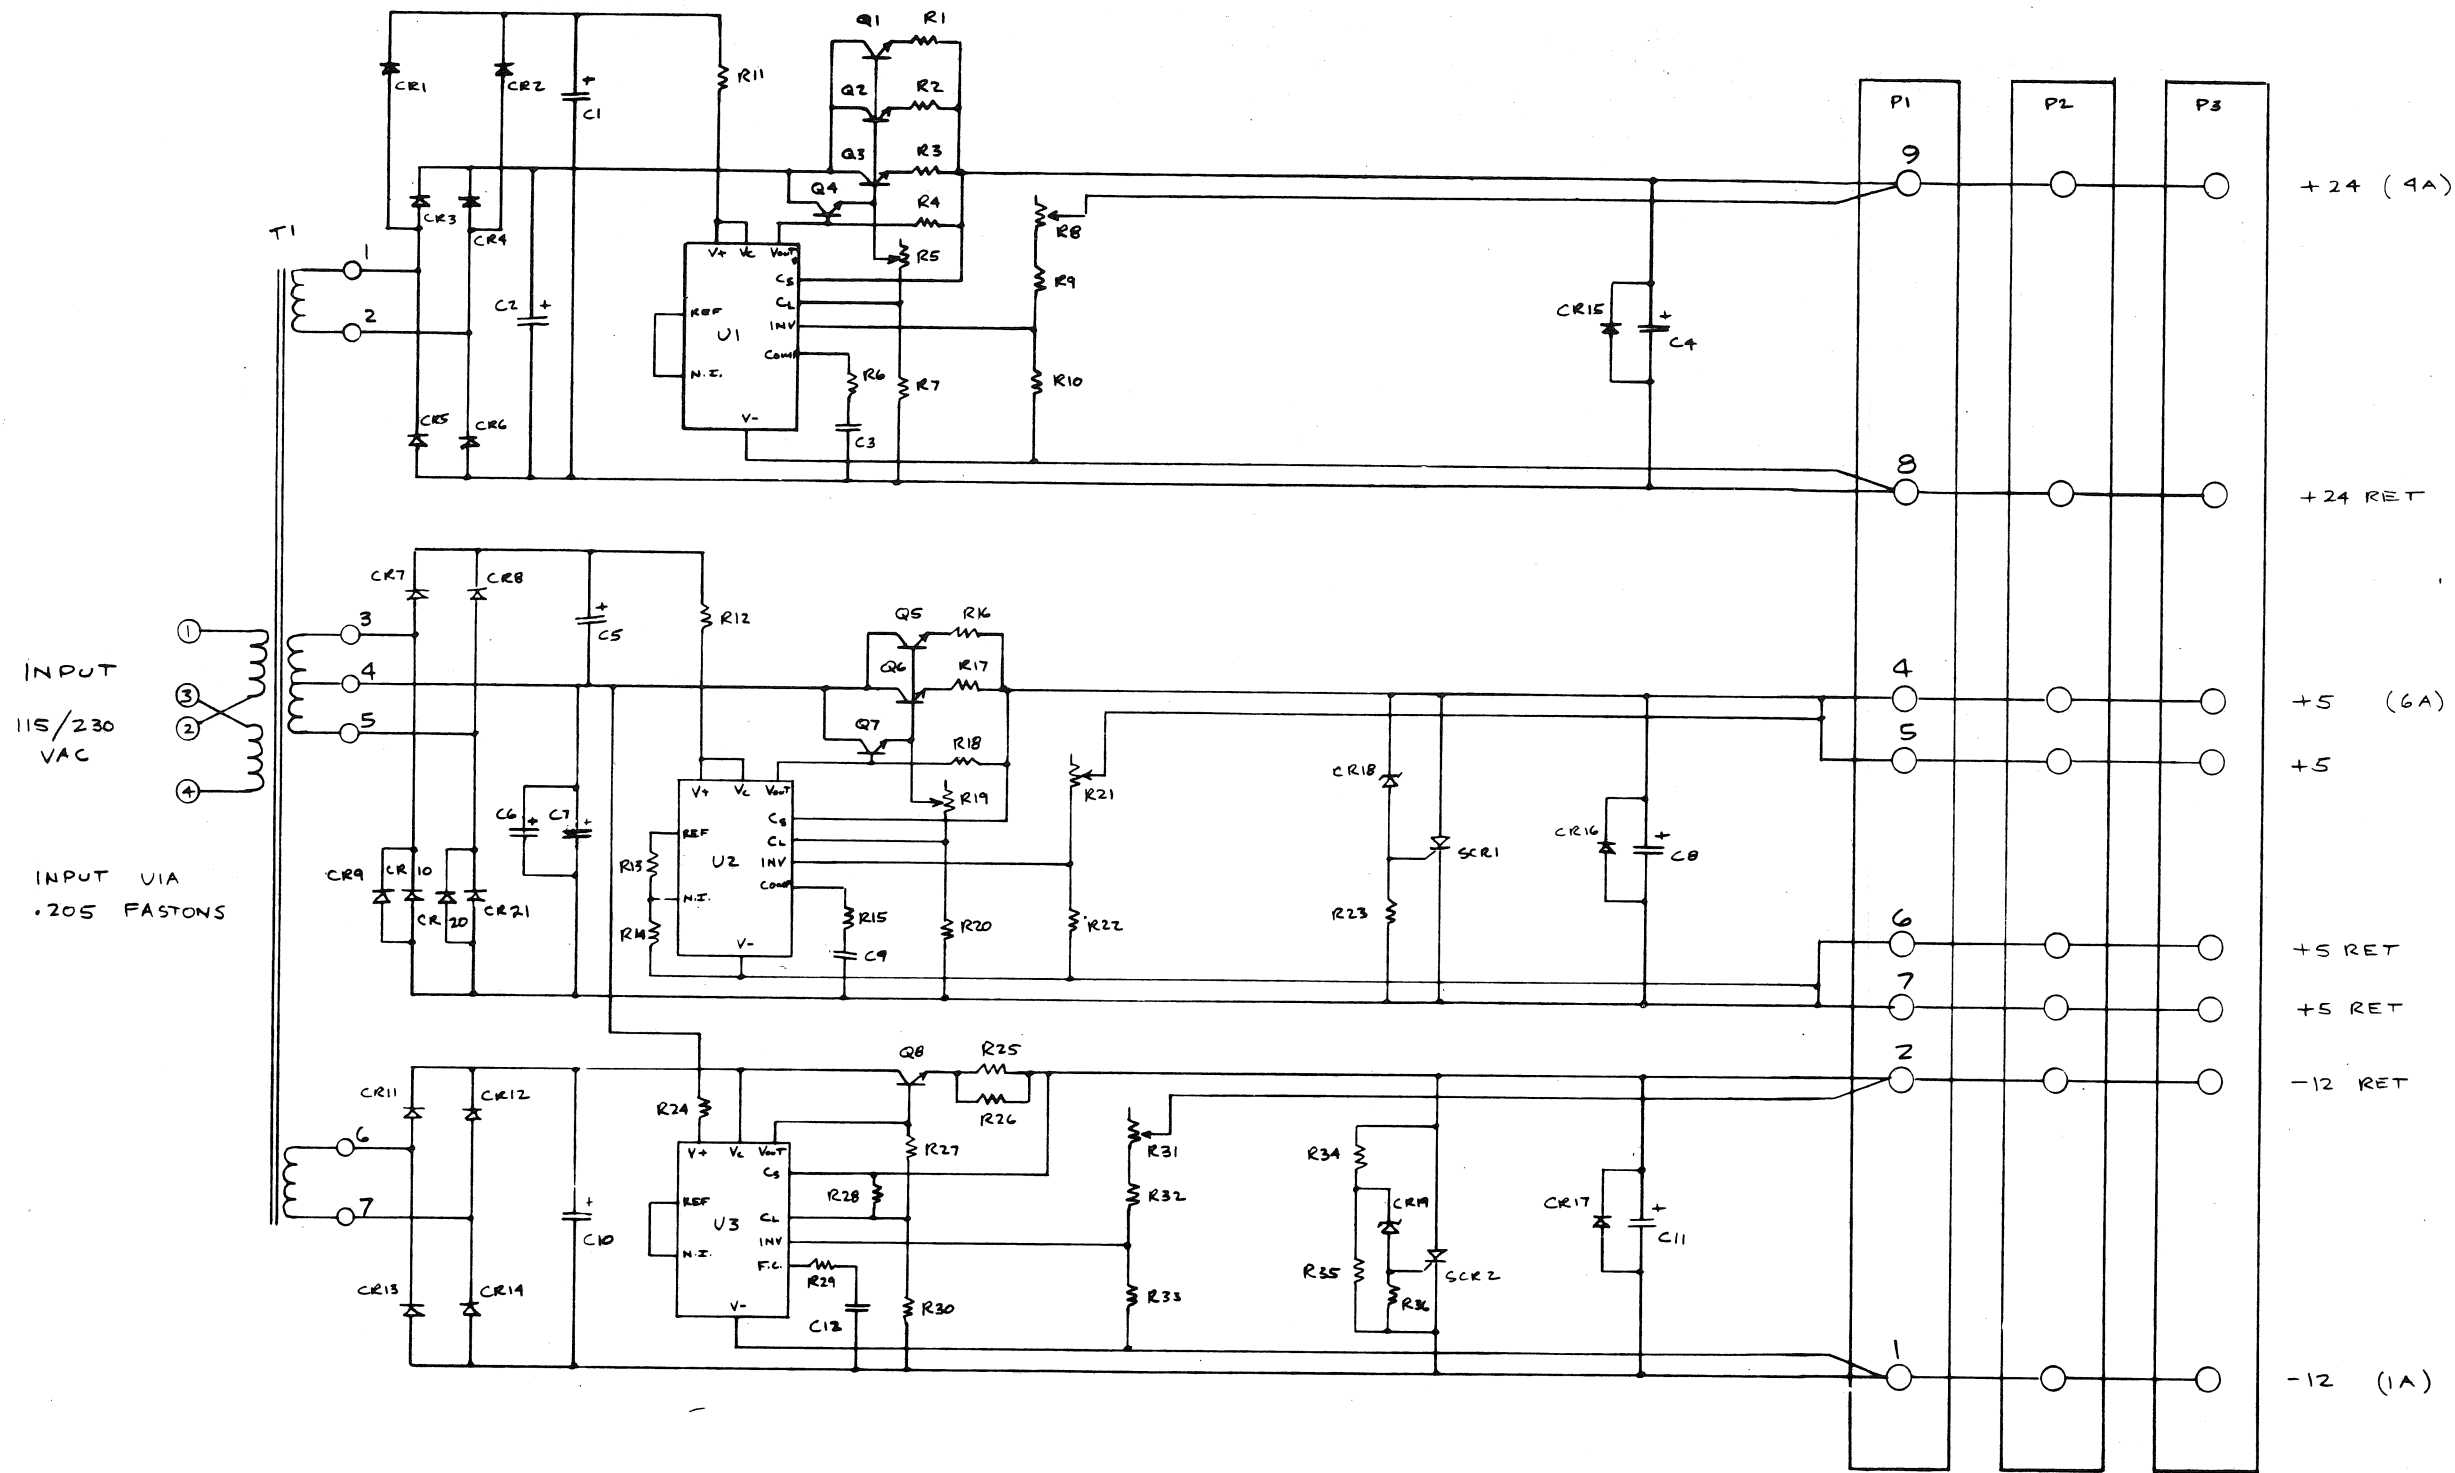 Q1 R1
CR1 CR2 + C1 R11
Q2 R2
P1 P2 P3
Q3 R3
9
+24 (4A)
CR3 CR4 Q4 R4
T1 1
V+ Vc Vout R5 R8
CS
C2 + CL R9
2 REF INV
CR15 +
U1 C4
Comp
N.I. R6 R7 R10
CR5 CR6 V- C3
8
+24 RET
CR7 CR8
3 + C5 R12 Q5 R16
INPUT 4 Q6 R17 4
+5 (6A)
1
3
2
4
115/230 5 Q7 R18 5
VAC
+5
V+ Vc Vout R19 R21 CR18
C6 + C7 + CS
REF CL
CR16 +
R13 U2 INV SCR1 C8
INPUT VIA CR9 CR10 Comp
.205 FASTONS CR20 CR21 N.I. R15 R20 R22 R23
R14 V- C9
6
+5 RET
7
+5 RET
Q8 R25 2
-12 RET
CR11 CR12 R24 R26
6 V+ Vc Vout R27 R31 R34
CS
7 REF R28 R32 CR19 CR17 +
U3 CL
+ C10 INV C11
N.I. F.C. R29 R35 SCR2
CR13 CR14 V- C12 R30 R33 R36
1
-12 (1A)